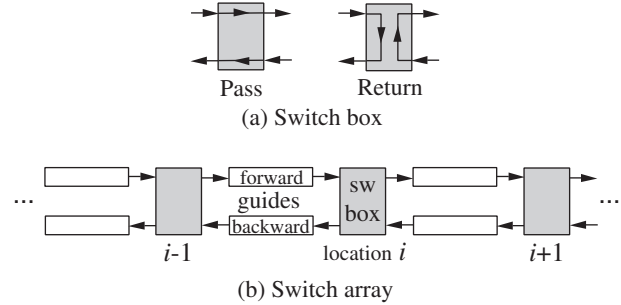 Pass Return
(a) Switch box
... forward sw box ...
guides
backward
i-1 location i i+1
(b) Switch array